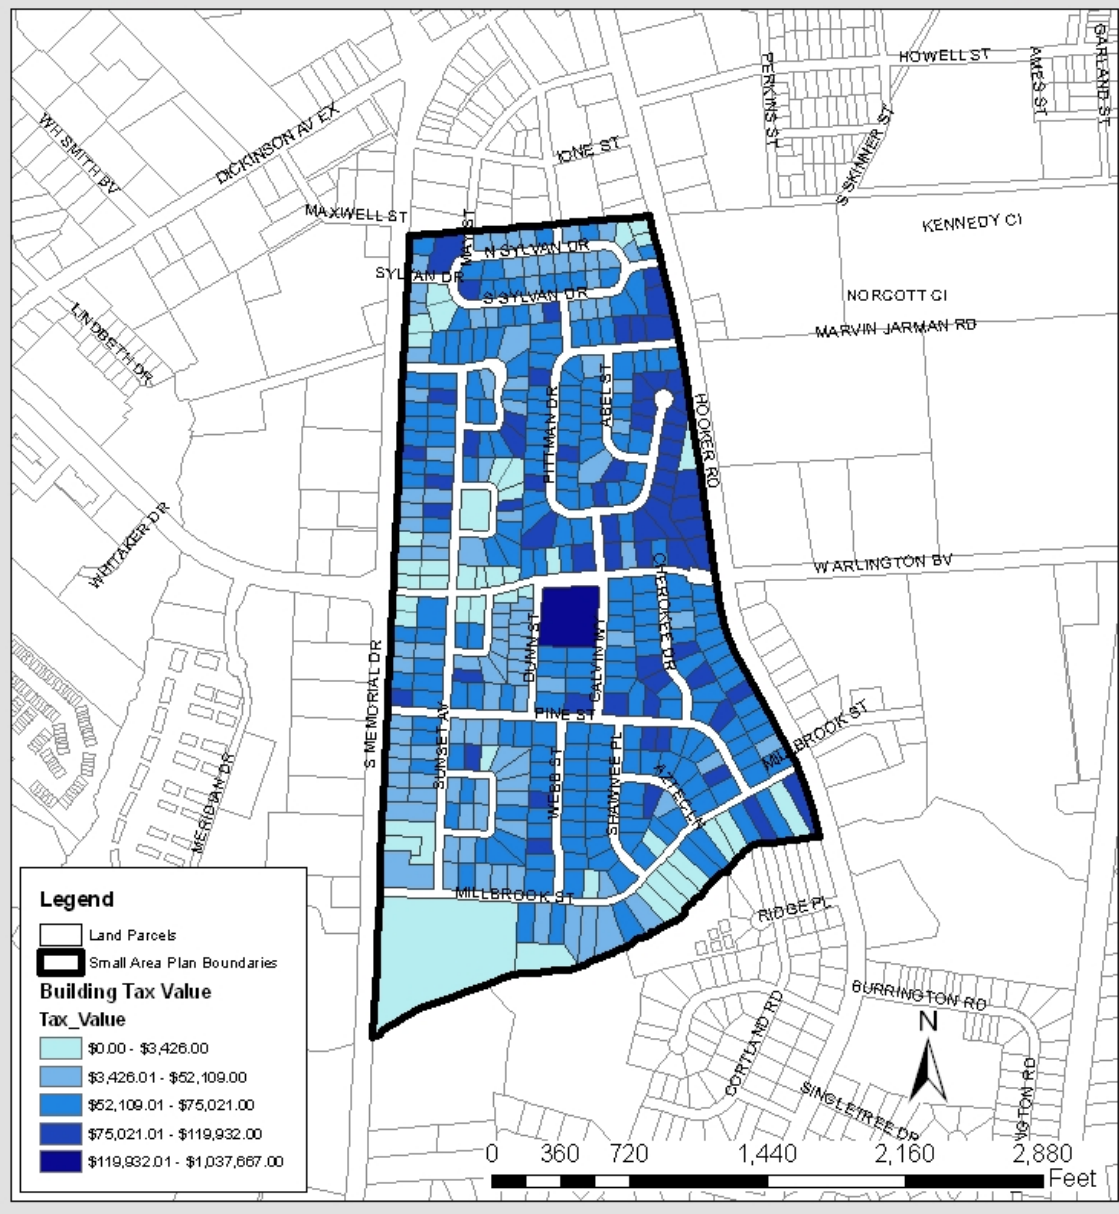 HOWELL ST
GARLAND ST
PERKINS ST
AMES ST
WH SMITH BV
DICKINSON AV EX
IONE ST
S SKINNER ST
MAXWELL ST
MAY ST
KENNEDY CI
N SYLVAN DR
SYLVAN DR
S SYLVAN DR
NORCOTT CI
LINDBETH DR
MARVIN JARMAN RD
ABEL ST
PITTMAN DR
HOOKER RD
WHITAKER DR
W ARLINGTON BV
CHEROKEE DR
DUNN ST
CALVIN WY
S MEMORIAL DR
PINE ST
SUNSET AV
MILLBROOK ST
WEBB ST
SHAWNEE PL
AZTEC LN
MERIDIAN DR
MILLBROOK ST
RIDGE PL
BURRINGTON RD
CORTLAND RD
SINGLETREE DR
NGTON RD
N
Legend
Land Parcels
Small Area Plan Boundaries
Building Tax Value
Tax_Value
$0.00 - $3,426.00
$3,426.01 - $52,109.00
$52,109.01 - $75,021.00
$75,021.01 - $119,932.00
$119,932.01 - $1,037,667.00
0 360 720 1,440 2,160 2,880
Feet